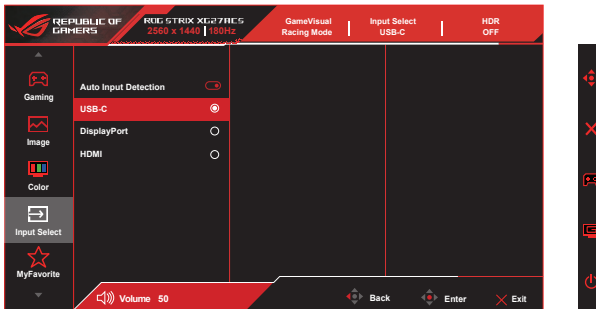 REPUBLIC OF
GAMERS
ROG STRIX XG27ACS
2560 x 1440 180Hz
GameVisual
Racing Mode
Input Select
USB-C
HDR
OFF
Gaming
Image
Color
Input Select
MyFavorite
Auto Input Detection
USB-C
DisplayPort
HDMI
Volume 50
Back
Enter
Exit